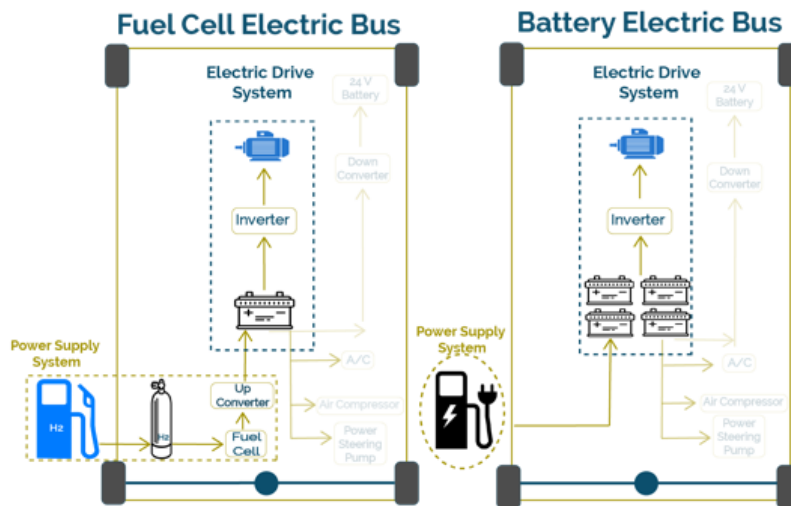 Fuel Cell Electric Bus
Electric Drive
System
24 V
Battery
Down
Converter
Inverter
Power Supply
System
H2
H2
Up
Converter
Fuel
Cell
A/C
Air Compressor
Power
Steering
Pump
Battery Electric Bus
Electric Drive
System
24 V
Battery
Down
Converter
Inverter
Power Supply
System
A/C
Air Compressor
Power
Steering
Pump